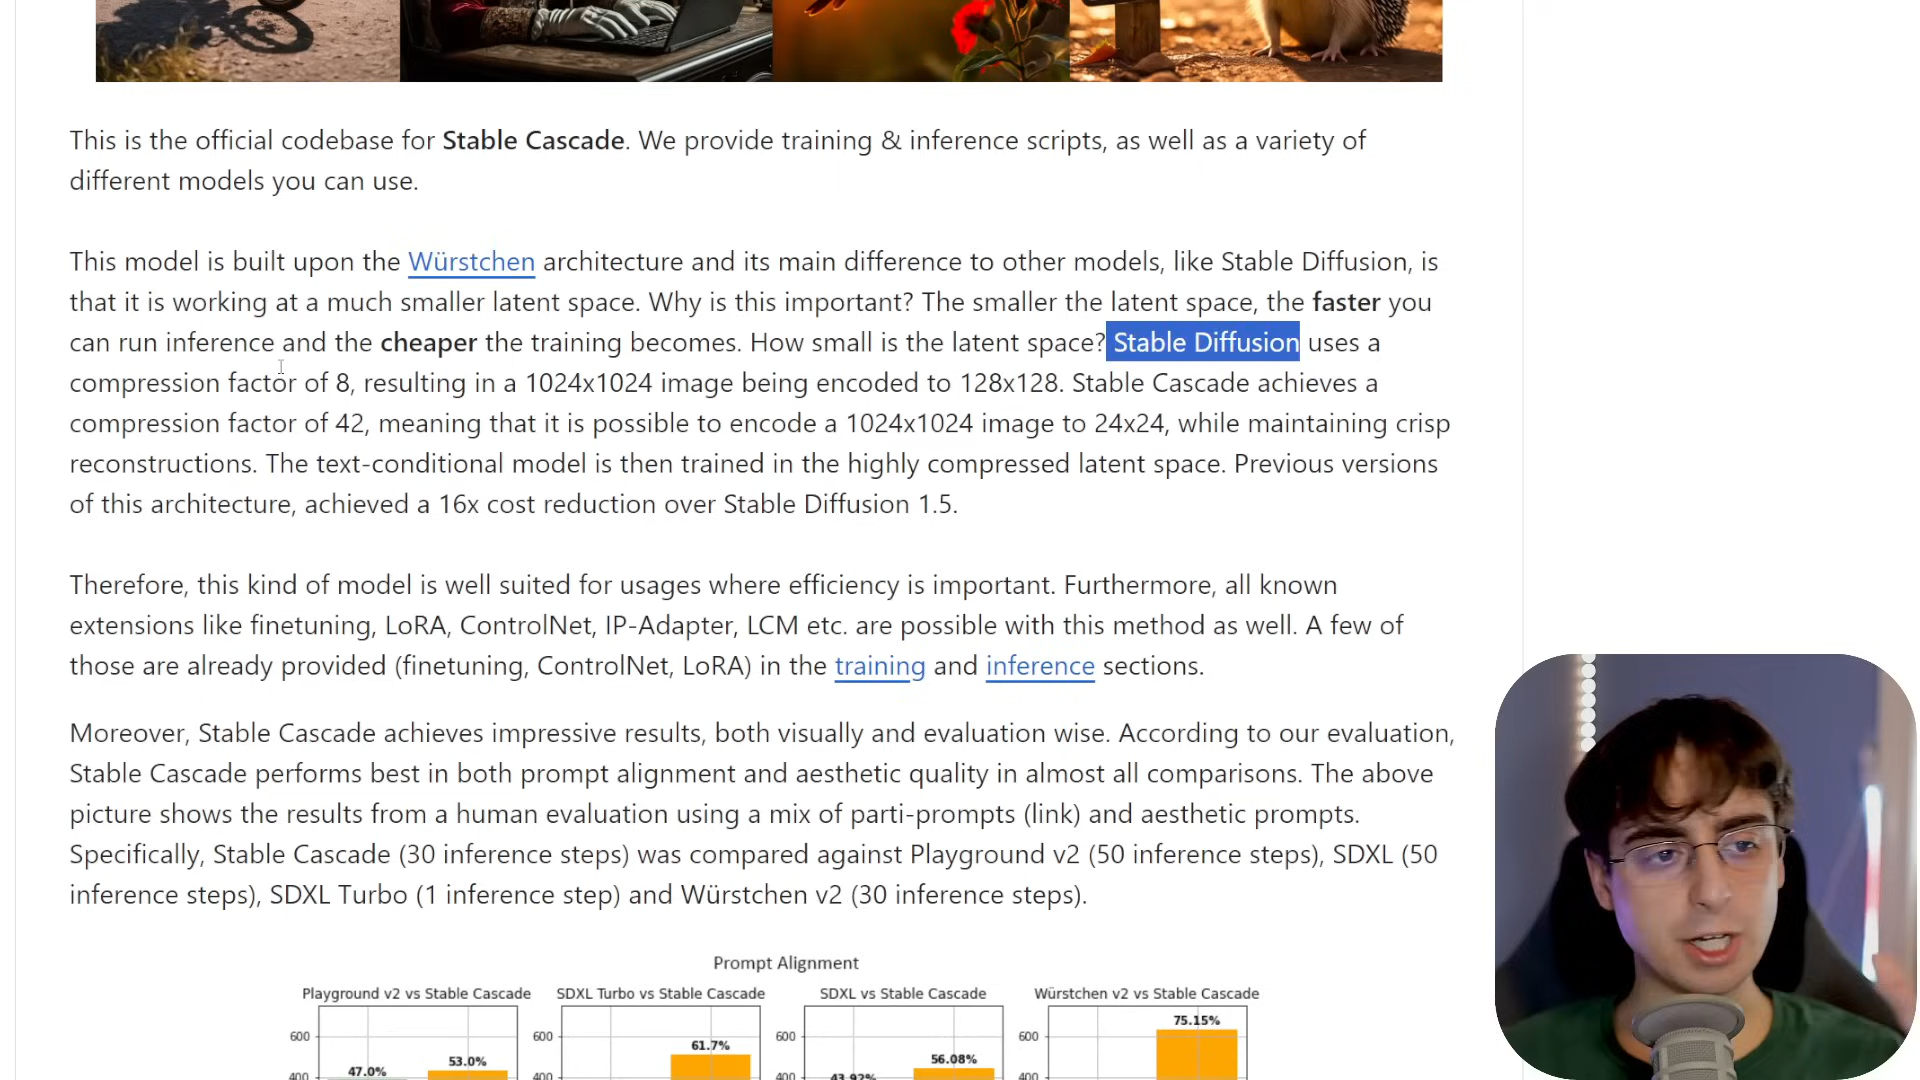 This is the official codebase for Stable Cascade. We provide training & inference scripts, as well as a variety of
different models you can use.
This model is built upon the Würstchen architecture and its main difference to other models, like Stable Diffusion, is
that it is working at a much smaller latent space. Why is this important? The smaller the latent space, the faster you
can run inference and the cheaper the training becomes. How small is the latent space? Stable Diffusion uses a
compression factor of 8, resulting in a 1024x1024 image being encoded to 128x128. Stable Cascade achieves a
compression factor of 42, meaning that it is possible to encode a 1024x1024 image to 24x24, while maintaining crisp
reconstructions. The text-conditional model is then trained in the highly compressed latent space. Previous versions
of this architecture, achieved a 16x cost reduction over Stable Diffusion 1.5.
Therefore, this kind of model is well suited for usages where efficiency is important. Furthermore, all known
extensions like finetuning, LoRA, ControlNet, IP-Adapter, LCM etc. are possible with this method as well. A few of
those are already provided (finetuning, ControlNet, LoRA) in the training and inference sections.
Moreover, Stable Cascade achieves impressive results, both visually and evaluation wise. According to our evaluation,
Stable Cascade performs best in both prompt alignment and aesthetic quality in almost all comparisons. The above
picture shows the results from a human evaluation using a mix of parti-prompts (link) and aesthetic prompts.
Specifically, Stable Cascade (30 inference steps) was compared against Playground v2 (50 inference steps), SDXL (50
inference steps), SDXL Turbo (1 inference step) and Würstchen v2 (30 inference steps).
Prompt Alignment
Playground v2 vs Stable Cascade SDXL Turbo vs Stable Cascade SDXL vs Stable Cascade Würstchen v2 vs Stable Cascade
75.15%
600 600 600 600
61.7%
53.0% 56.08%
47.0% 43.92%
400 400 400 400